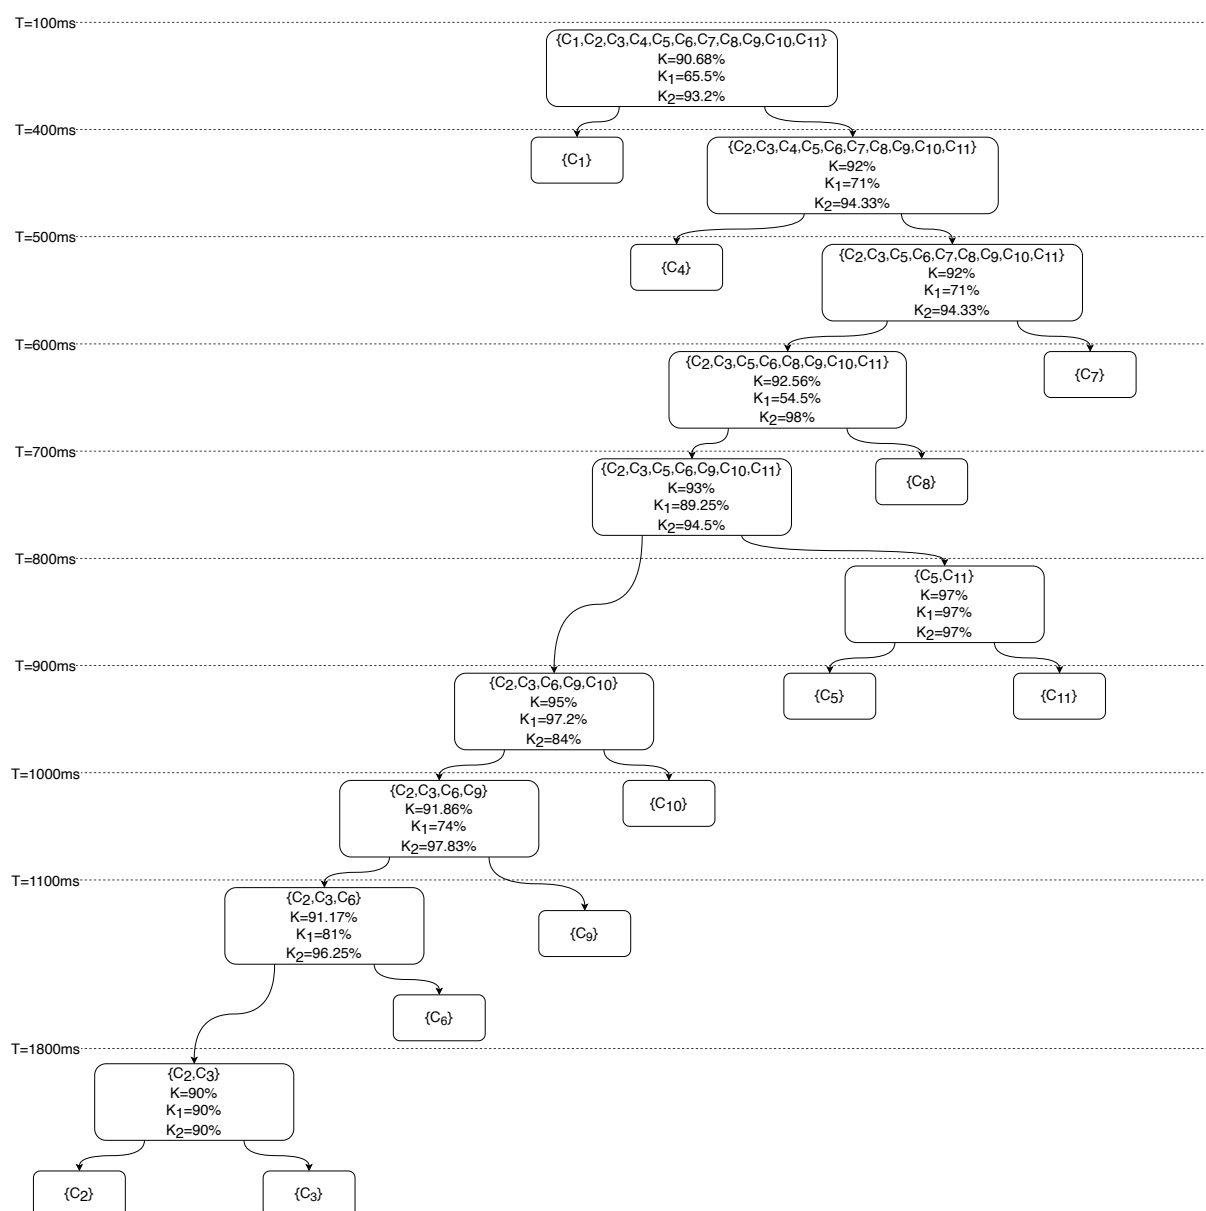 T=100ms
{C1,C2,C3,C4,C5,C6,C7,C8,C9,C10,C11}
K=90.68%
K1=65.5%
K2=93.2%
T=400ms
{C1}
{C2,C3,C4,C5,C6,C7,C8,C9,C10,C11}
K=92%
K1=71%
K2=94.33%
T=500ms
{C4}
{C2,C3,C5,C6,C7,C8,C9,C10,C11}
K=92%
K1=71%
K2=94.33%
T=600ms
{C2,C3,C5,C6,C8,C9,C10,C11}
K=92.56%
K1=54.5%
K2=98%
{C7}
T=700ms
{C2,C3,C5,C6,C9,C10,C11}
K=93%
K1=89.25%
K2=94.5%
{C8}
T=800ms
{C5,C11}
K=97%
K1=97%
K2=97%
T=900ms
{C2,C3,C6,C9,C10}
K=95%
K1=97.2%
K2=84%
{C5}
{C11}
T=1000ms
{C2,C3,C6,C9}
K=91.86%
K1=74%
K2=97.83%
{C10}
T=1100ms
{C2,C3,C6}
K=91.17%
K1=81%
K2=96.25%
{C9}
{C6}
T=1800ms
{C2,C3}
K=90%
K1=90%
K2=90%
{C2}
{C3}